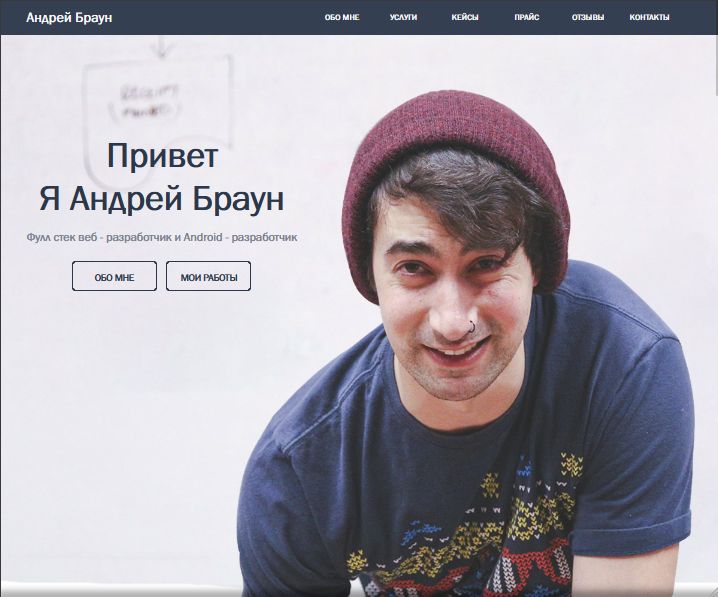 Андрей Браун
ОБО МНЕ УСЛУГИ КЕЙСЫ ПРАЙС ОТЗЫВЫ КОНТАКТЫ
Привет
Я Андрей Браун
Фулл стек веб - разработчик и Android - разработчик
ОБО МНЕ МОИ РАБОТЫ